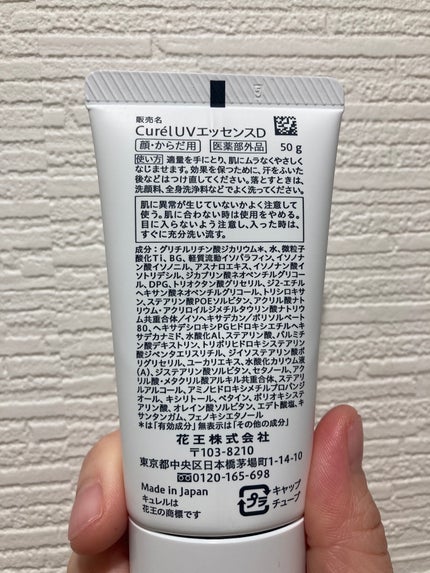 5
販売名
CurélUVエッセンスD
顔・からだ用 医薬部外品 50g
使い方 適量を手にとり、肌にムラなくやさしく
なじませます。効果を保つために、汗をふいた
後などはつけ直してください。落とすときは、
洗顔料、全身洗浄料などでよく洗ってください。
肌に異常が生じていないかよく注意して
使う。肌に合わない時は使用をやめる。
目に入らないよう注意し、入った時は、
すぐに充分洗い流す。
成分：グリチルリチン酸ジカリウム*、水、微粒子
酸化Ti、BG、軽質流動イソパラフィン、イソノナ
ン酸イソノニル、アスナロエキス、イソノナン酸イ
ソトリデシル、ジカプリン酸ネオペンチルグリコー
ル、DPG、トリオクタン酸グリセリル、ジ2-エチル
ヘキサン酸ネオペンチルグリコール、トリシロキサ
ン、ステアリン酸POEソルビタン、アクリル酸ナト
リウム・アクリロイルジメチルタウリン酸ナトリ
ウム共重合体/イソヘキサデカン/ポリソルベート
80、ヘキサデシロキシPGヒドロキシエチルヘキ
サデカナミド、水酸化Al、ステアリン酸、パルミチ
ン酸デキストリン、トリポリヒドロキシステアリン
酸ジペンタエリスリチル、ジイソステアリン酸ポ
リグリセリル、ユーカリエキス、水酸化カリウム液
(A)、ジステアリン酸ソルビタン、セタノール、アク
リル酸・メタクリル酸アルキル共重合体、ステアリ
ルアルコール、アミノヒドロキシメチルプロパンジ
オール、キシリトール、ベタイン、ポリオキシステ
アリン酸、オレイン酸ソルビタン、エデト酸塩、キ
サンタンガム、フェノキシエタノール
*は「有効成分」無表示は「その他の成分」
花王株式会社
〒103-8210
東京都中央区日本橋茅場町1-14-10
0120-165-698
Made in Japan
キュレルは
花王の商標です
プラ キャップ
チューブ